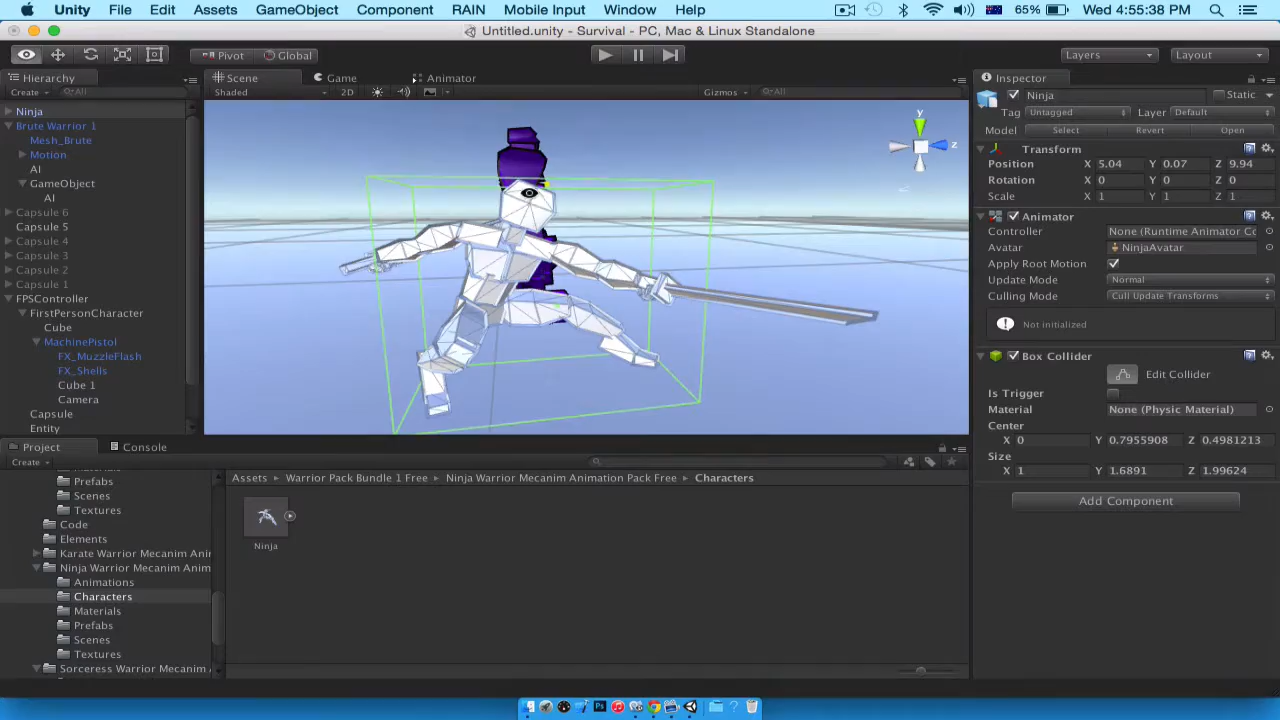 Unity File Edit Assets GameObject Component RAIN Mobile Input Window Help 65% Wed 4:55:38 PM
Untitled.unity - Survival - PC, Mac & Linux Standalone
Pivot Global Layers Layout
Hierarchy
Create All
Ninja
Brute Warrior 1
Mesh_Brute
Motion
AI
GameObject
AI
Capsule 6
Capsule 5
Capsule 4
Capsule 3
Capsule 2
Capsule 1
FPSController
FirstPersonCharacter
Cube
MachinePistol
FX_MuzzleFlash
FX_Shells
Cube 1
Camera
Capsule
Entity
Scene Game Animator
Shaded 2D Gizmos All
y
z
Inspector
Ninja Static
Tag Untagged Layer Default
Model Select Revert Open
Transform
Position X 5.04 Y 0.07 Z 9.94
Rotation X 0 Y 0 Z 0
Scale X 1 Y 1 Z 1
Animator
Controller None (Runtime Animator Co
Avatar NinjaAvatar
Apply Root Motion
Update Mode Normal
Culling Mode Cull Update Transforms
Not initialized
Box Collider
Edit Collider
Is Trigger
Material None (Physic Material)
Center
X 0 Y 0.7955908 Z 0.4981213
Size
X 1 Y 1.6891 Z 1.99624
Add Component
Project Console
Create
Prefabs
Scenes
Textures
Code
Elements
Karate Warrior Mecanim Ani
Ninja Warrior Mecanim Anim
Animations
Characters
Materials
Prefabs
Scenes
Textures
Sorceress Warrior Mecanim A
Assets Warrior Pack Bundle 1 Free Ninja Warrior Mecanim Animation Pack Free Characters
Ninja